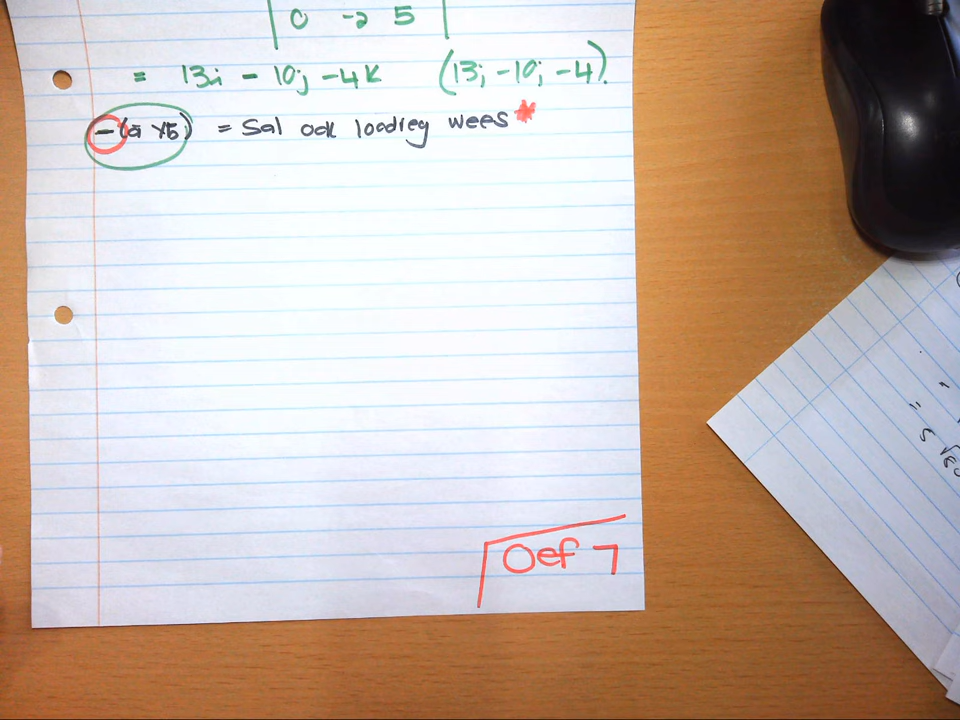 0 -2 5
= 13i - 10j - 4k (13; -10; -4).
-(ā × b̄) = Sal ook loodreg wees *
Oef 7